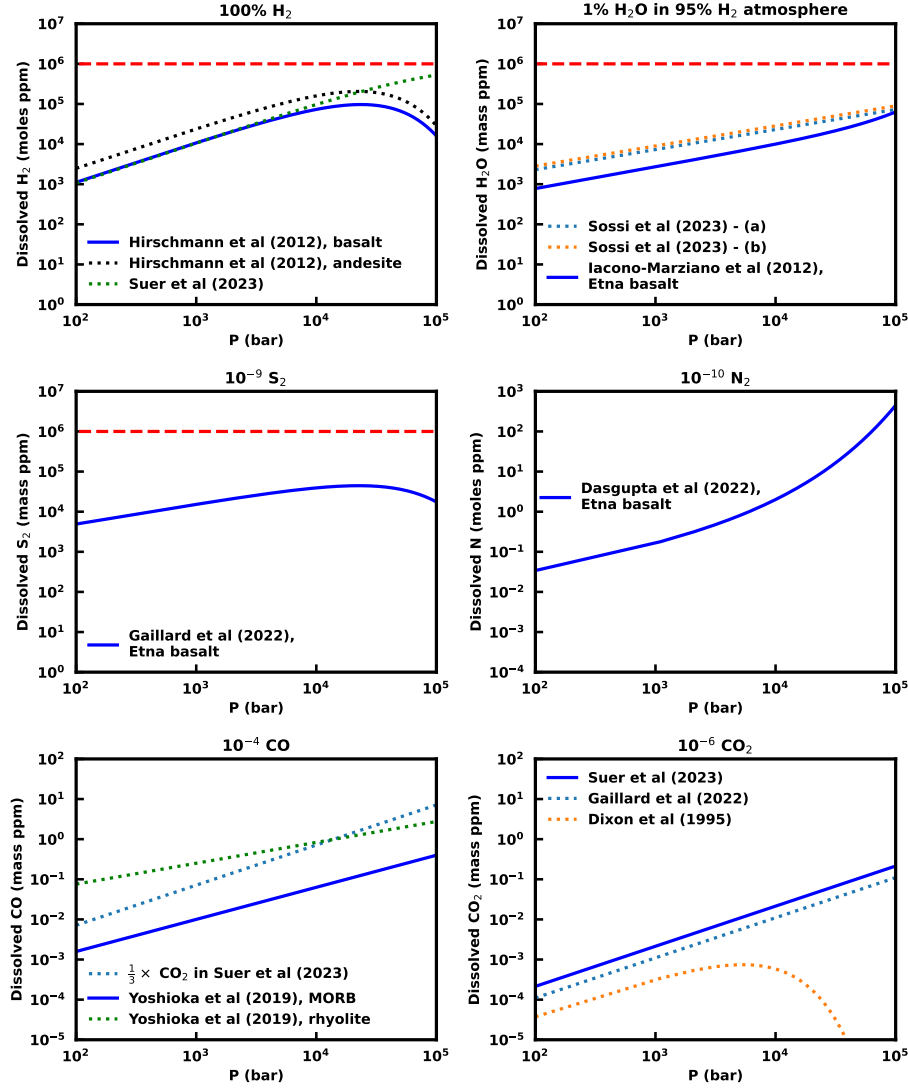 100% H₂
Dissolved H₂ (moles ppm)
10⁷
10⁶
10⁵
10⁴
10³
10²
10¹
10⁰
Hirschmann et al (2012), basalt
Hirschmann et al (2012), andesite
Suer et al (2023)
10² 10³ 10⁴ 10⁵
P (bar)
1% H₂O in 95% H₂ atmosphere
Dissolved H₂O (mass ppm)
10⁷
10⁶
10⁵
10⁴
10³
10²
10¹
10⁰
Sossi et al (2023) - (a)
Sossi et al (2023) - (b)
Iacono-Marziano et al (2012),
Etna basalt
10² 10³ 10⁴ 10⁵
P (bar)
10⁻⁹ S₂
Dissolved S₂ (mass ppm)
10⁷
10⁶
10⁵
10⁴
10³
10²
10¹
10⁰
Gaillard et al (2022),
Etna basalt
10² 10³ 10⁴ 10⁵
P (bar)
10⁻¹⁰ N₂
Dissolved N (moles ppm)
10³
10²
10¹
10⁰
10⁻¹
10⁻²
10⁻³
10⁻⁴
Dasgupta et al (2022),
Etna basalt
10² 10³ 10⁴ 10⁵
P (bar)
10⁻⁴ CO
Dissolved CO (mass ppm)
10²
10¹
10⁰
10⁻¹
10⁻²
10⁻³
10⁻⁴
10⁻⁵
⅓ × CO₂ in Suer et al (2023)
Yoshioka et al (2019), MORB
Yoshioka et al (2019), rhyolite
10² 10³ 10⁴ 10⁵
P (bar)
10⁻⁶ CO₂
Dissolved CO₂ (mass ppm)
10²
10¹
10⁰
10⁻¹
10⁻²
10⁻³
10⁻⁴
10⁻⁵
Suer et al (2023)
Gaillard et al (2022)
Dixon et al (1995)
10² 10³ 10⁴ 10⁵
P (bar)